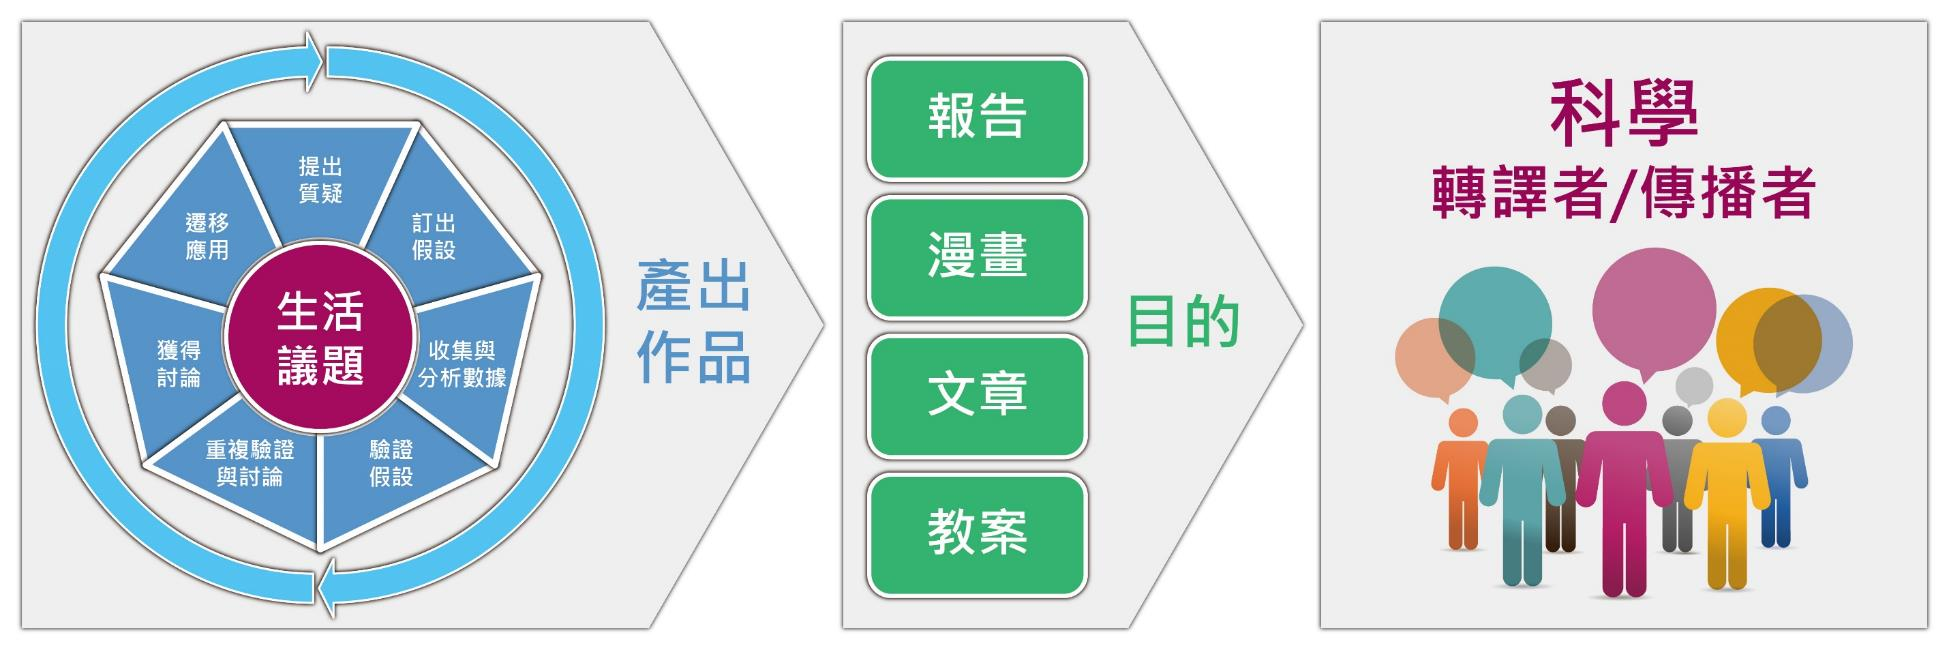 提出
質疑
訂出
假設
收集與
分析數據
驗證
假設
重複驗證
與討論
獲得
討論
遷移
應用
生活
議題
產出
作品
報告
漫畫
文章
教案
目的
科學
轉譯者/傳播者